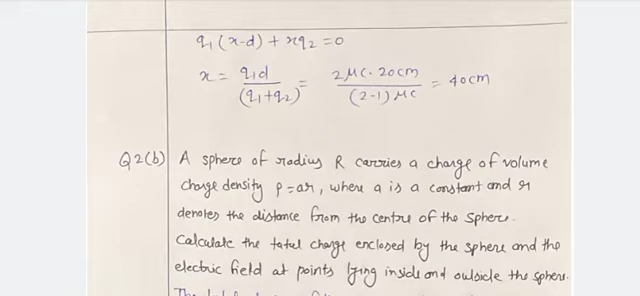 q₁(x-d) + xq₂ = 0
x = q₁d / (q₁+q₂) = 2 μC · 20cm / (2-1) μC = 40cm
Q2(b) A sphere of radius R carries a charge of volume
charge density ρ = ar, where a is a constant and r
denotes the distance from the centre of the sphere.
Calculate the total charge enclosed by the sphere and the
electric field at points lying inside and outside the sphere.